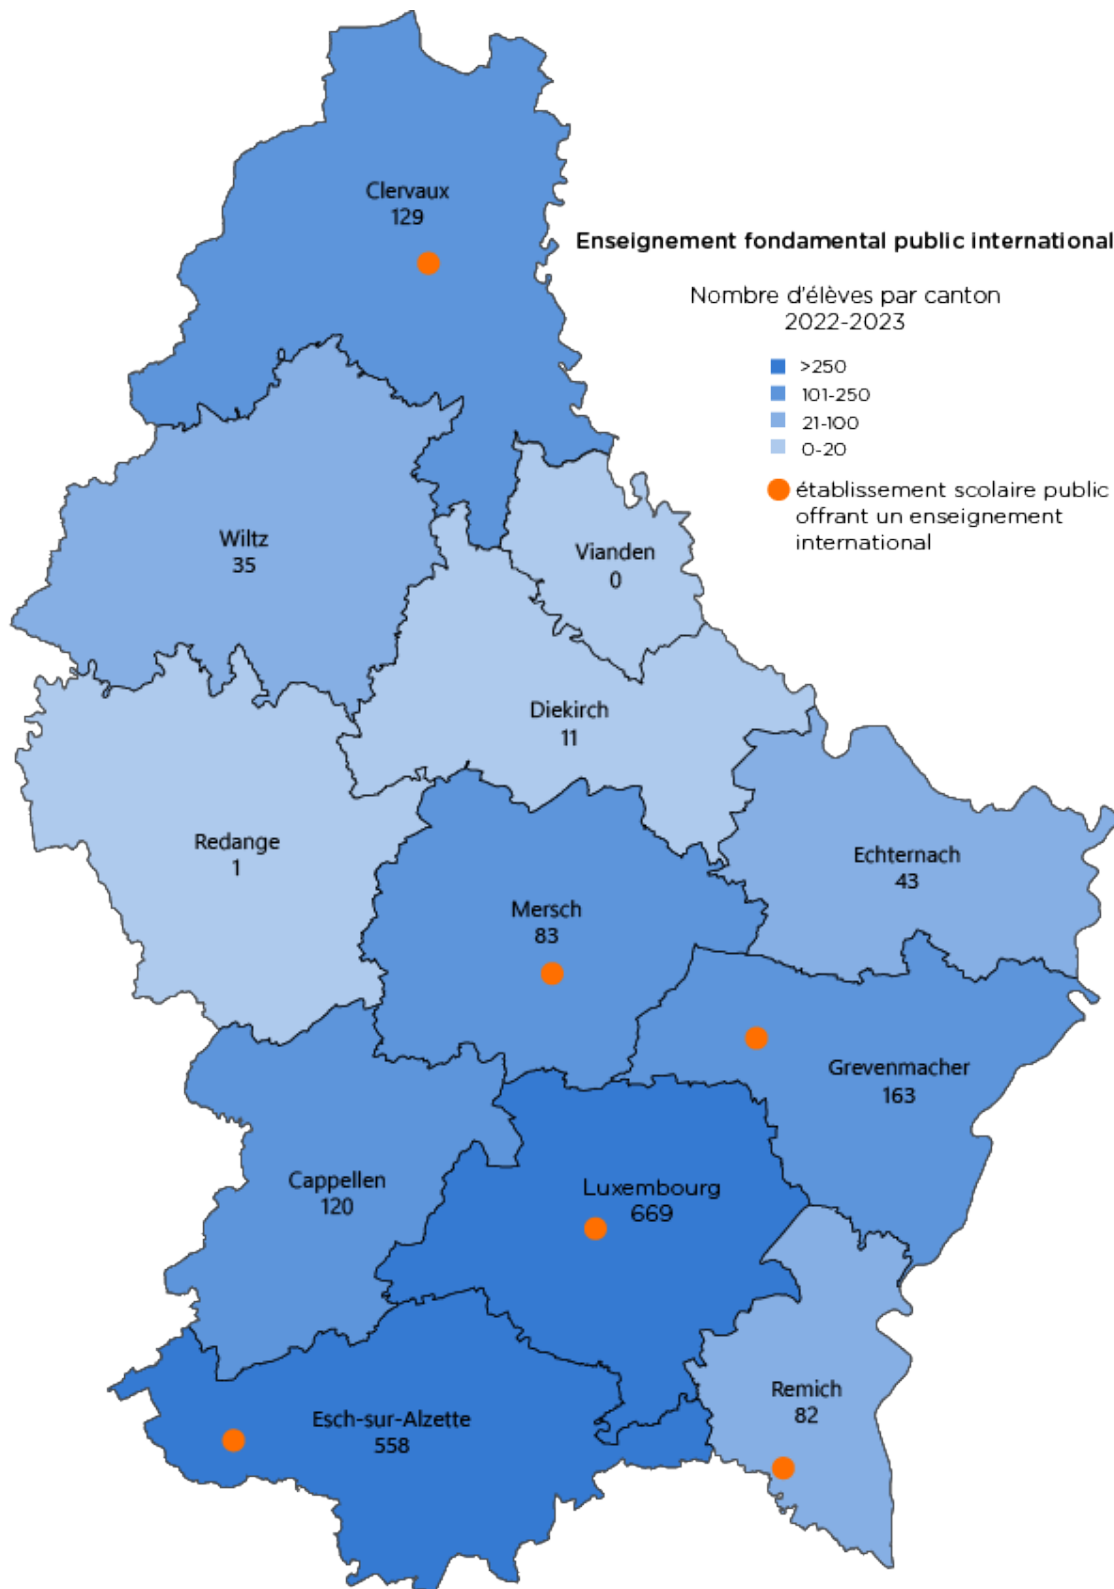 Clervaux
129
Enseignement fondamental public international
Nombre d'élèves par canton
2022-2023
>250
101-250
21-100
0-20
établissement scolaire public
offrant un enseignement
international
Wiltz
35
Vianden
0
Diekirch
11
Redange
1
Echternach
43
Mersch
83
Grevenmacher
163
Cappellen
120
Luxembourg
669
Remich
82
Esch-sur-Alzette
558